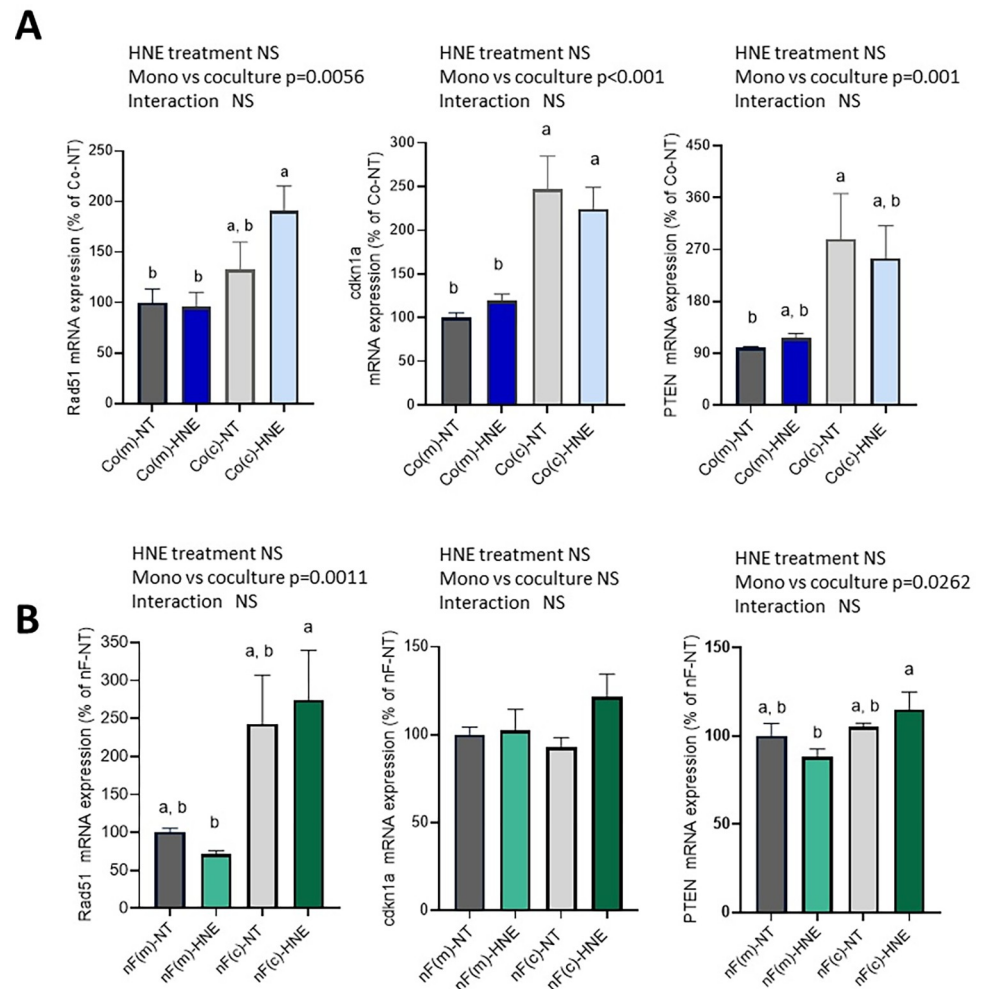 A
HNE treatment NS
Mono vs coculture p=0.0056
Interaction NS
Rad51 mRNA expression (% of Co-NT)
250
200
150
100
50
0
b
b
a, b
a
Co(m)-NT
Co(m)-HNE
Co(c)-NT
Co(c)-HNE
HNE treatment NS
Mono vs coculture p<0.001
Interaction NS
cdkn1a
mRNA expression (% of Co-NT)
300
250
200
150
100
50
0
b
b
a
a
Co(m)-NT
Co(m)-HNE
Co(c)-NT
Co(c)-HNE
HNE treatment NS
Mono vs coculture p=0.001
Interaction NS
PTEN mRNA expression (% of Co-NT)
450
360
270
180
90
0
b
a, b
a
a, b
Co(m)-NT
Co(m)-HNE
Co(c)-NT
Co(c)-HNE
B
HNE treatment NS
Mono vs coculture p=0.0011
Interaction NS
Rad51 mRNA expression (% of nF-NT)
350
300
250
200
150
100
50
0
a, b
b
a, b
a
nF(m)-NT
nF(m)-HNE
nF(c)-NT
nF(c)-HNE
HNE treatment NS
Mono vs coculture NS
Interaction NS
cdkn1a mRNA expression (% of nF-NT)
150
100
50
0
nF(m)-NT
nF(m)-HNE
nF(c)-NT
nF(c)-HNE
HNE treatment NS
Mono vs coculture p=0.0262
Interaction NS
PTEN mRNA expression (% of nF-NT)
150
100
50
0
a, b
b
a, b
a
nF(m)-NT
nF(m)-HNE
nF(c)-NT
nF(c)-HNE